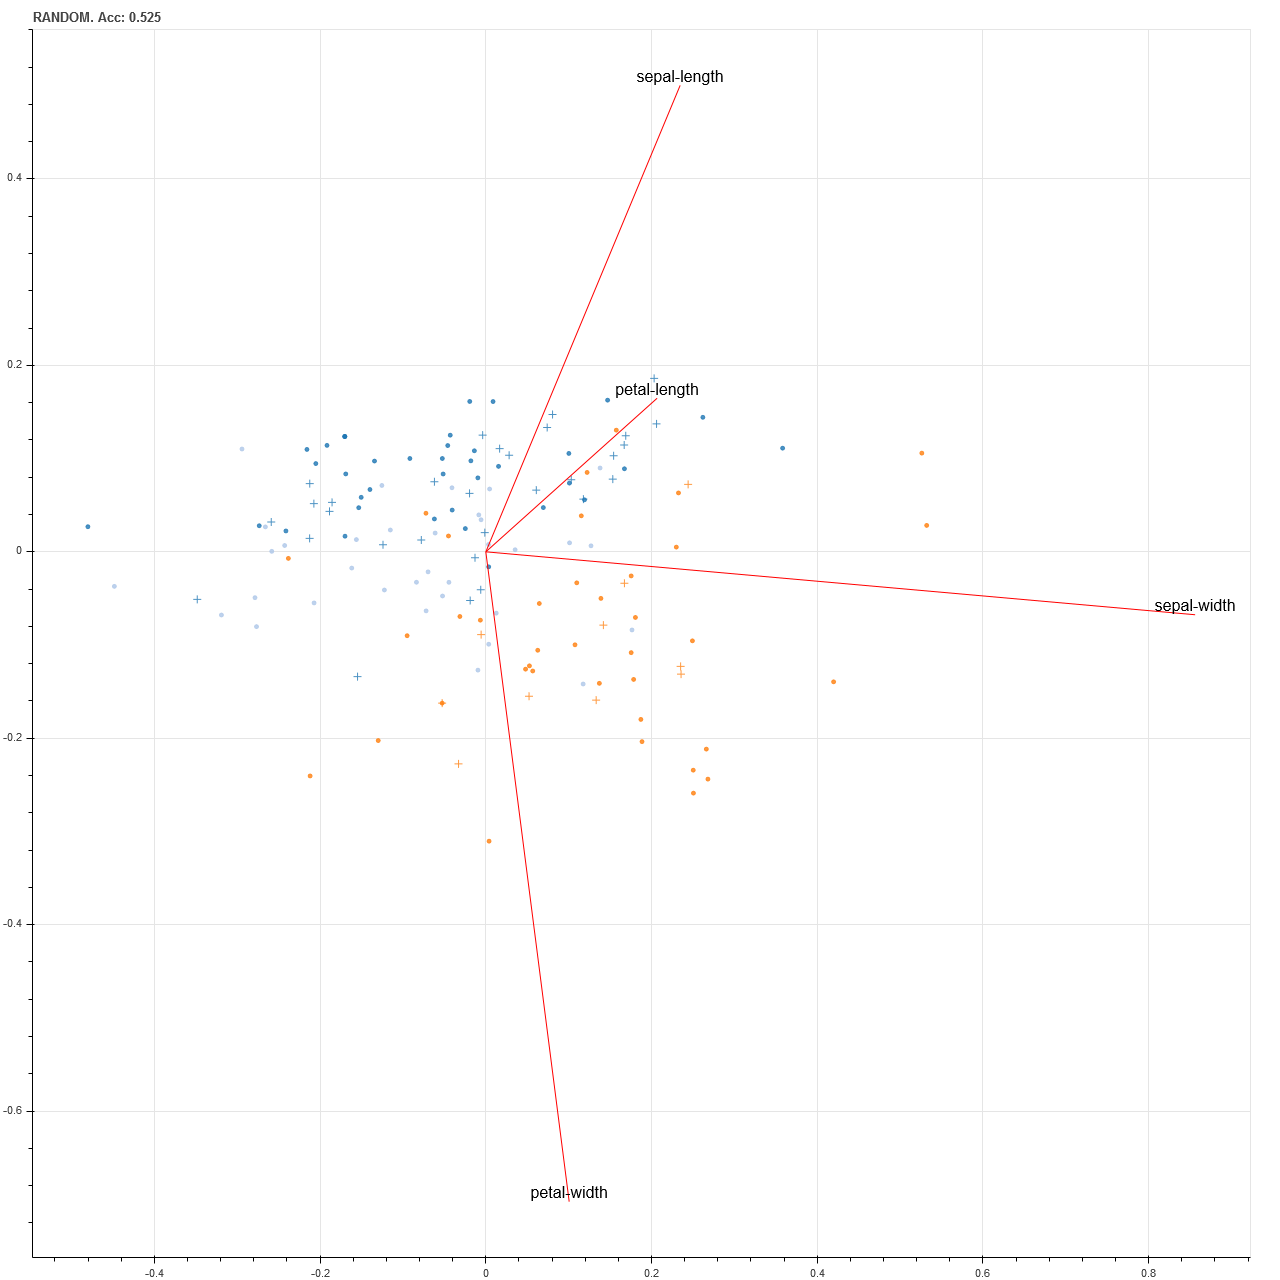 RANDOM. Acc: 0.525
sepal-length
0.4
0.2
petal-length
0
sepal-width
-0.2
-0.4
-0.6
petal-width
-0.4 -0.2 0 0.2 0.4 0.6 0.8